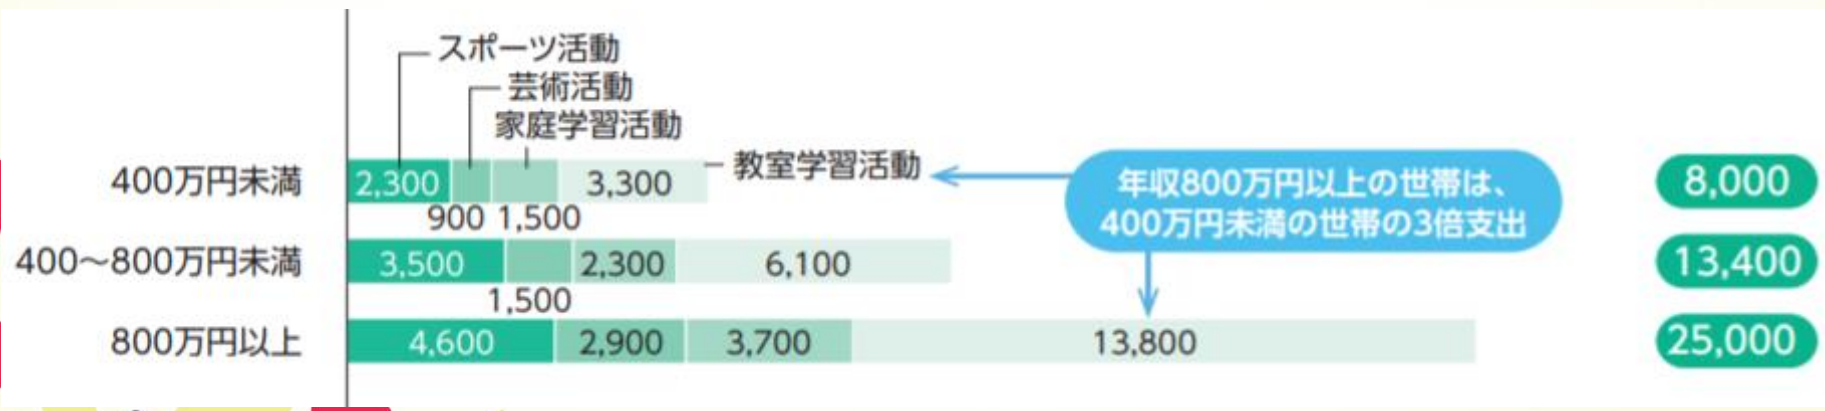 スポーツ活動
芸術活動
家庭学習活動
教室学習活動
400万円未満 2,300 3,300 8,000
900 1,500
年収800万円以上の世帯は、
400万円未満の世帯の3倍支出
400〜800万円未満 3,500 2,300 6,100 13,400
1,500
800万円以上 4,600 2,900 3,700 13,800 25,000